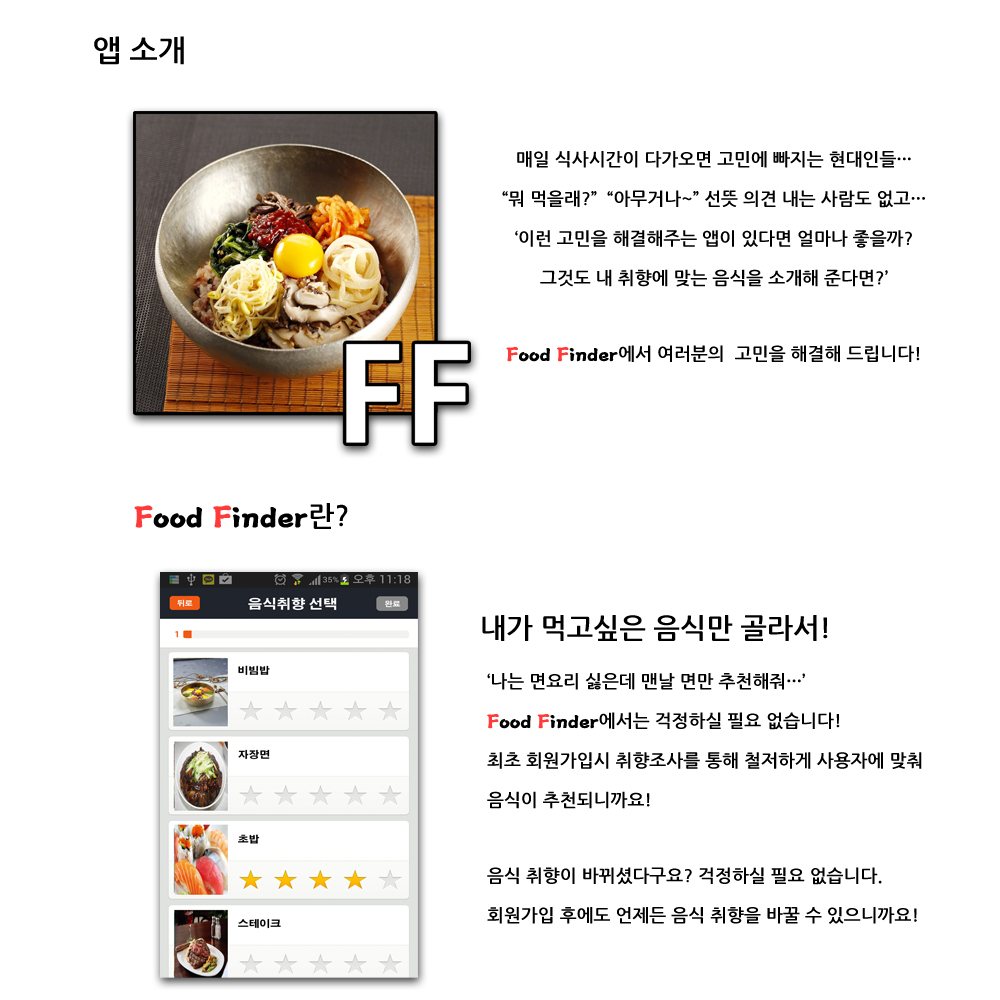 앱 소개
매일 식사시간이 다가오면 고민에 빠지는 현대인들…
“뭐 먹을래?” “아무거나~” 선뜻 의견 내는 사람도 없고…
‘이런 고민을 해결해주는 앱이 있다면 얼마나 좋을까?
그것도 내 취향에 맞는 음식을 소개해 준다면?’
Food Finder에서 여러분의 고민을 해결해 드립니다!
FF
Food Finder란?
35% 오후 11:18
뒤로 음식취향 선택 완료
1
비빔밥
자장면
초밥
스테이크
내가 먹고싶은 음식만 골라서!
‘나는 면요리 싫은데 맨날 면만 추천해줘…’
Food Finder에서는 걱정하실 필요 없습니다!
최초 회원가입시 취향조사를 통해 철저하게 사용자에 맞춰
음식이 추천되니까요!
음식 취향이 바뀌셨다구요? 걱정하실 필요 없습니다.
회원가입 후에도 언제든 음식 취향을 바꿀 수 있으니까요!